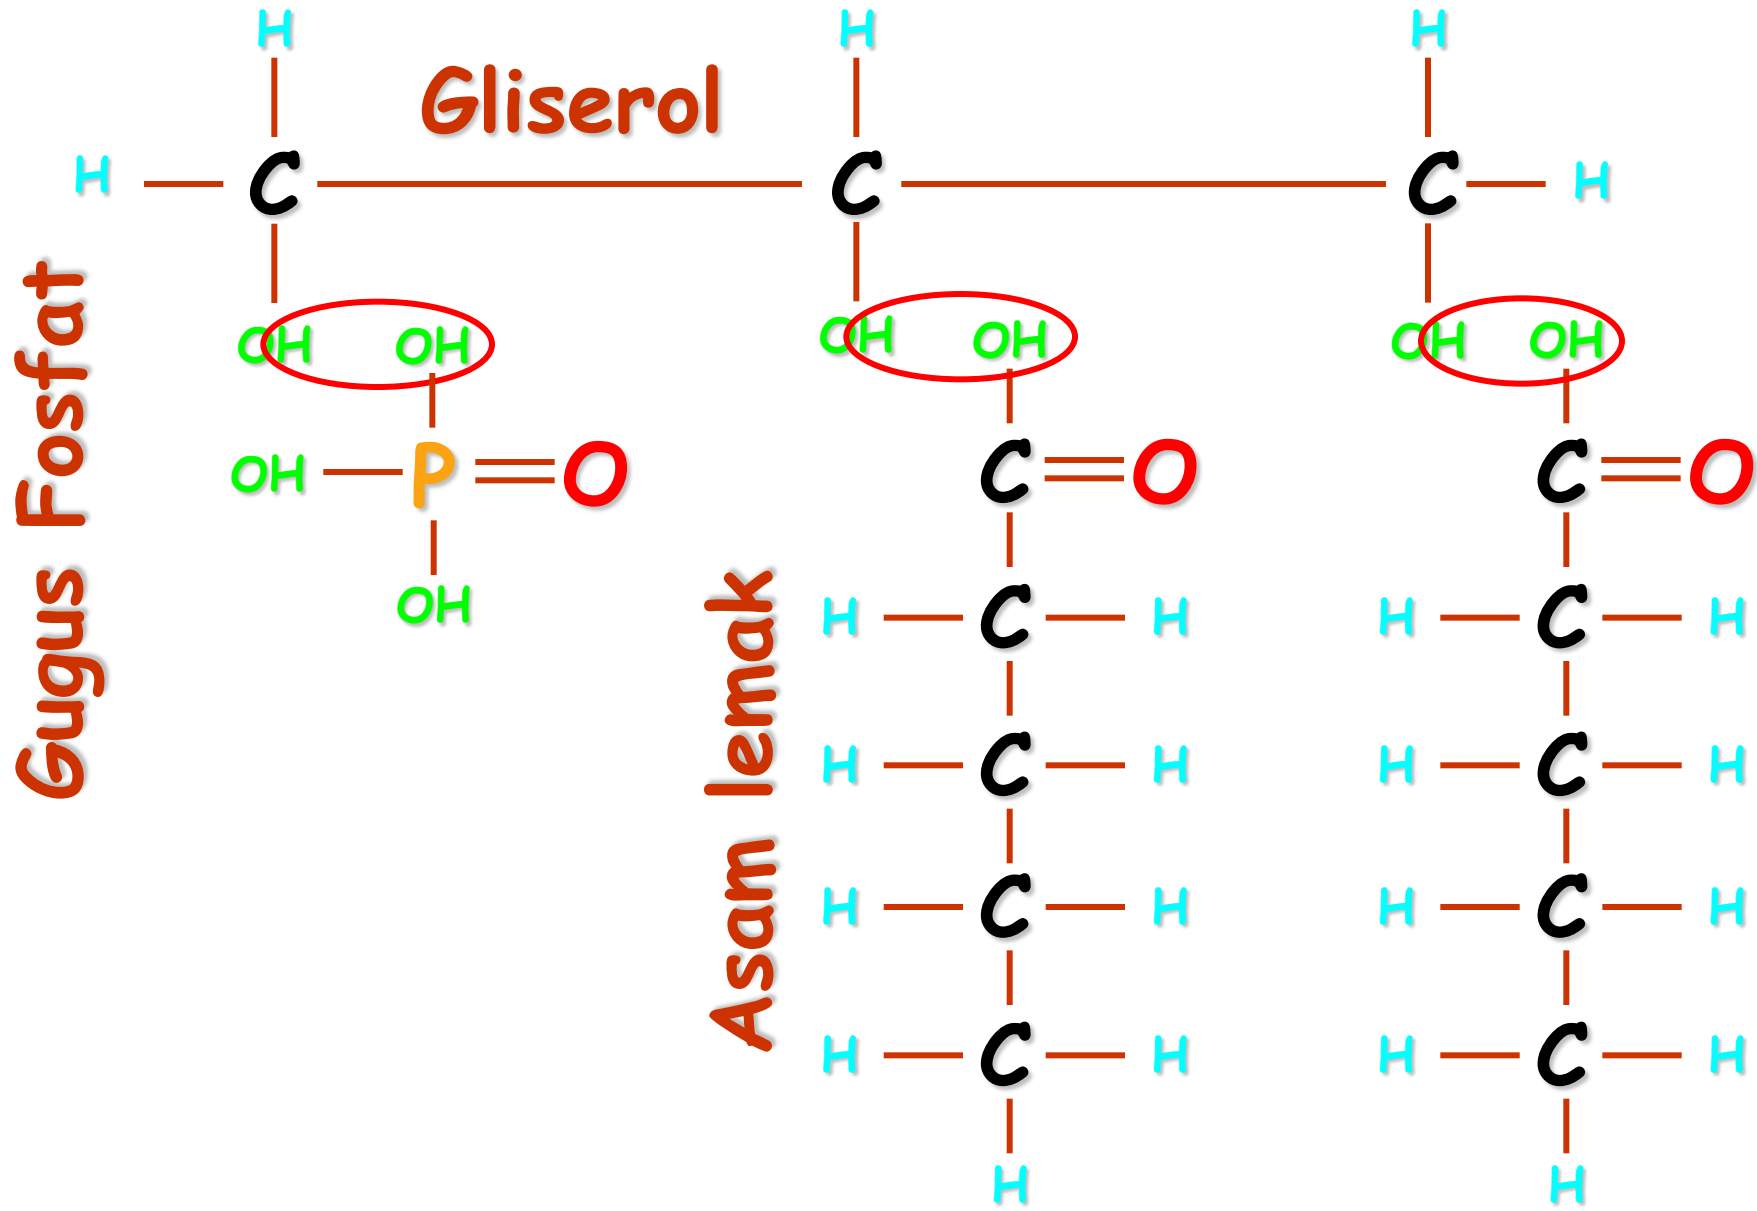 H H H
Gliserol
H C C C H
OH OH OH OH OH OH
Gugus Fosfat
OH P O C O C O
OH
Asam lemak
H C H H C H
H C H H C H
H C H H C H
H C H H C H
H H